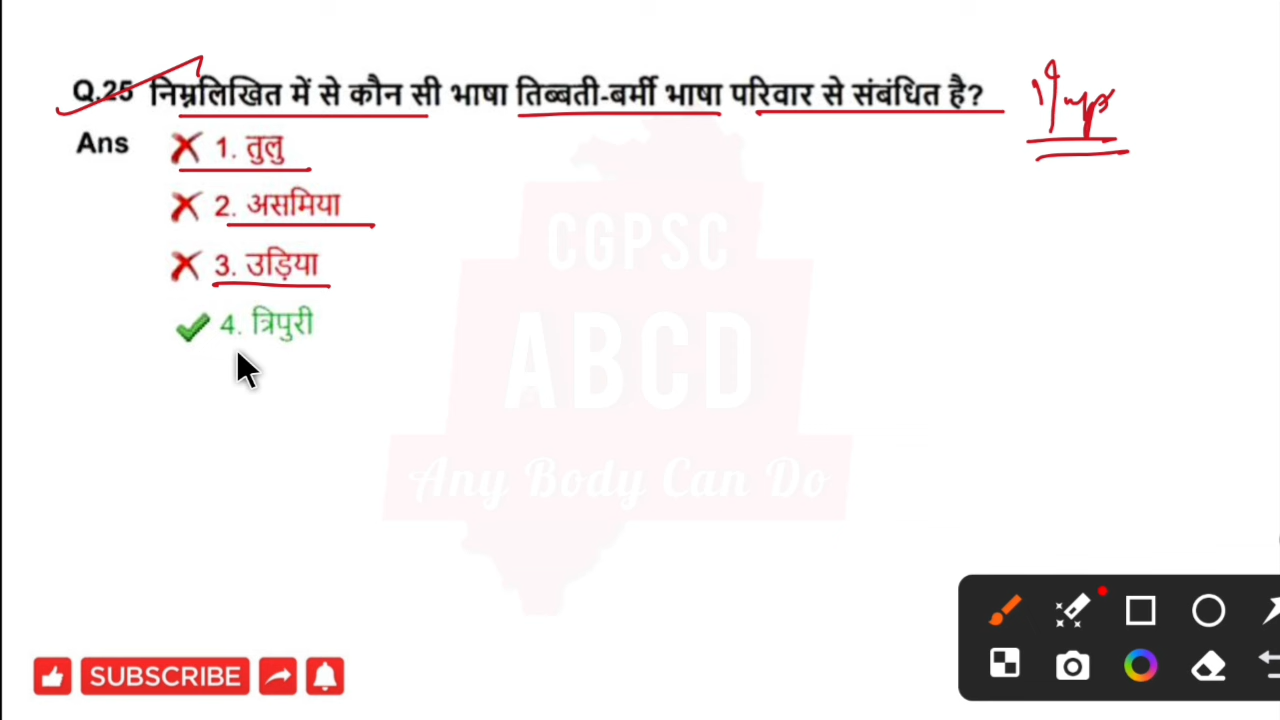 Q.25 निम्नलिखित में से कौन सी भाषा तिब्बती-बर्मी भाषा परिवार से संबंधित है?
Ans 1. तुलु
2. असमिया
3. उड़िया
4. त्रिपुरी
CGPSC
ABCD
Any Body Can Do
SUBSCRIBE